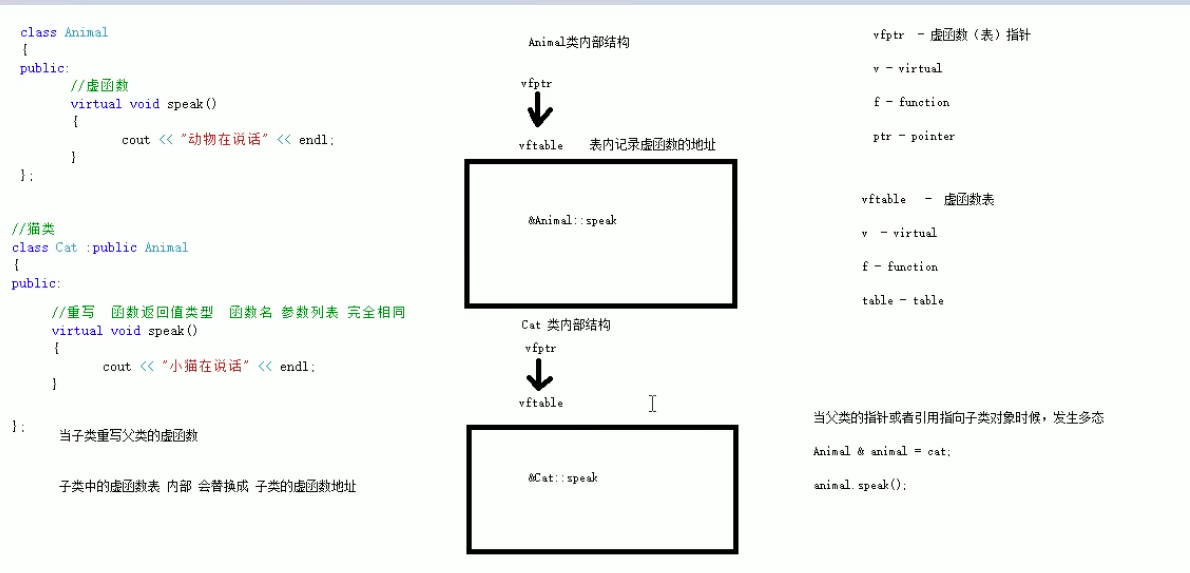 class Animal
{
public:
//虚函数
virtual void speak()
{
cout << "动物在说话" << endl;
}
};
//猫类
class Cat :public Animal
{
public:
//重写 函数返回值类型 函数名 参数列表 完全相同
virtual void speak()
{
cout << "小猫在说话" << endl;
}
};
当子类重写父类的虚函数
子类中的虚函数表 内部 会替换成 子类的虚函数地址
Animal类内部结构
vfptr
vftable 表内记录虚函数的地址
&Animal::speak
Cat 类内部结构
vfptr
vftable
&Cat::speak
vfptr - 虚函数（表）指针
v - virtual
f - function
ptr - pointer
vftable - 虚函数表
v - virtual
f - function
table - table
当父类的指针或者引用指向子类对象时候，发生多态
Animal & animal = cat;
animal.speak();